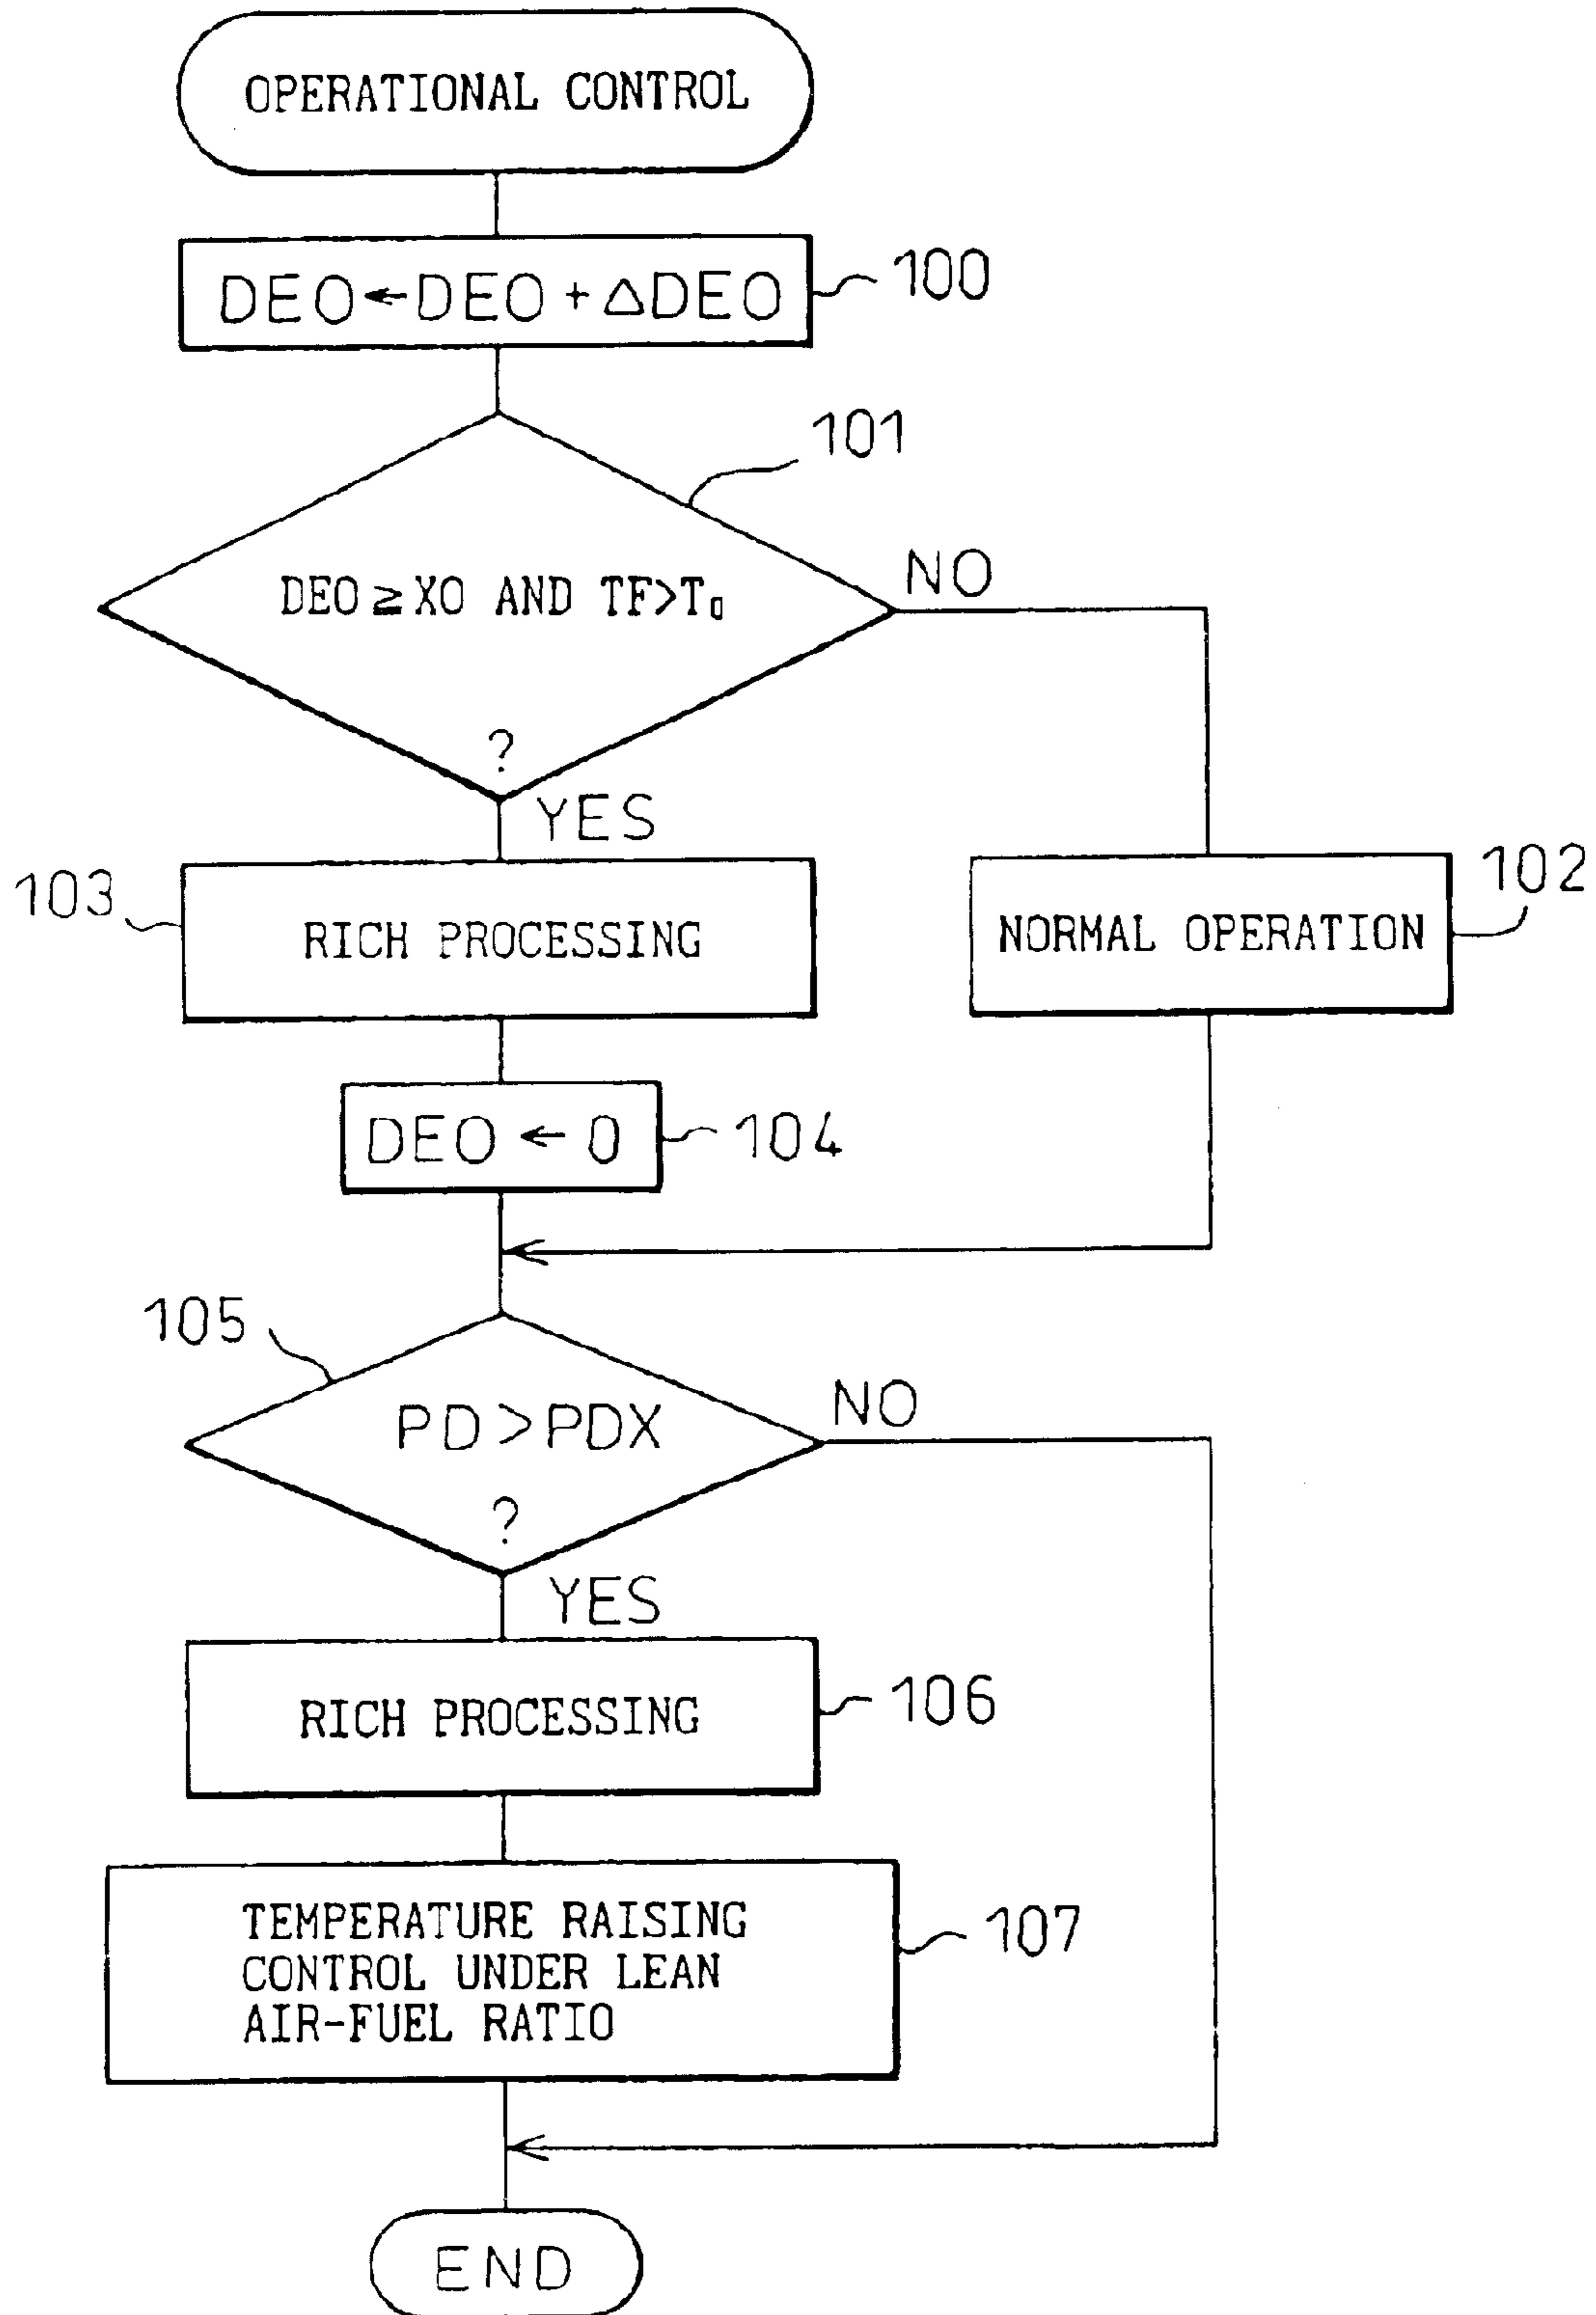 OPERATIONAL CONTROL
DEO ← DEO + △DEO
100
101
DEO ≧ XO AND TF>T₀
?
NO
YES
103
RICH PROCESSING
NORMAL OPERATION
102
DEO ← 0
104
105
PD > PDX
?
NO
YES
RICH PROCESSING
106
TEMPERATURE RAISING
CONTROL UNDER LEAN
AIR-FUEL RATIO
107
END